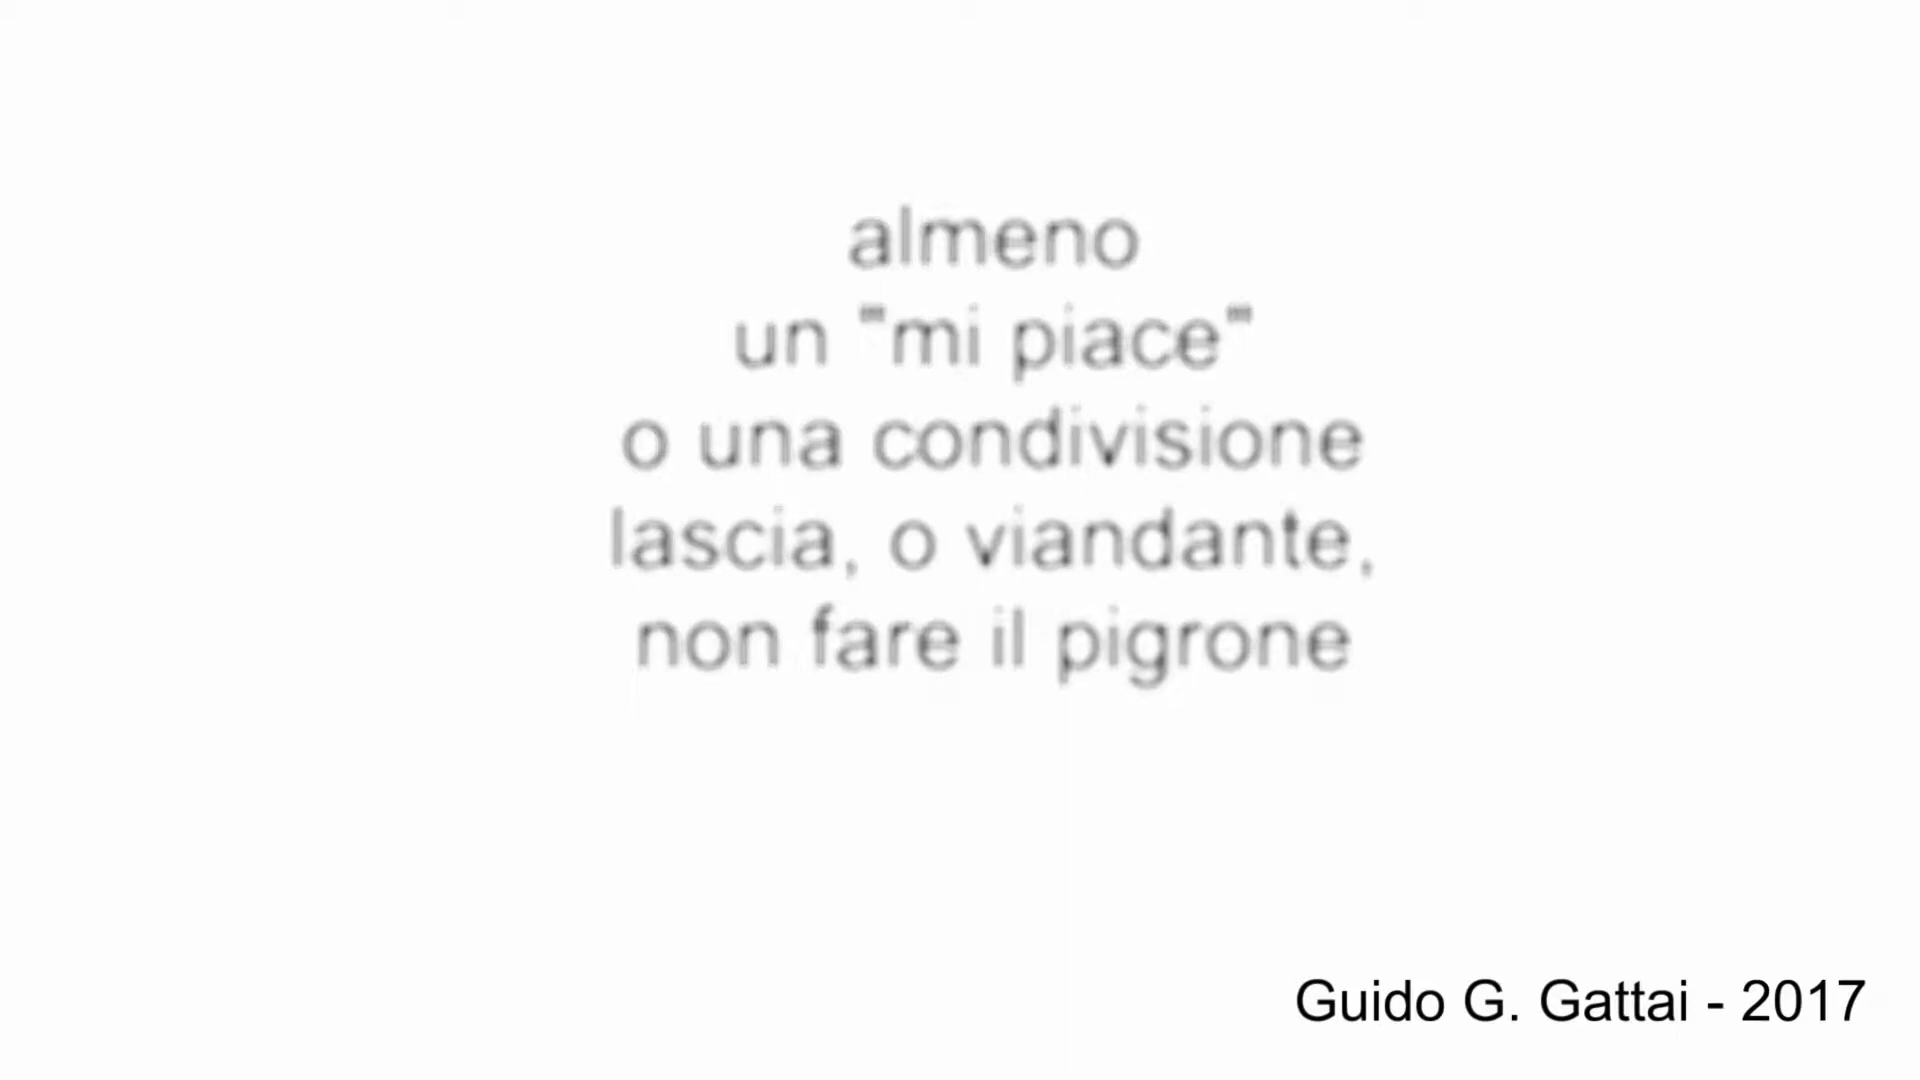 almeno
un "mi piace"
o una condivisione
lascia, o viandante,
non fare il pigrone
Guido G. Gattai - 2017